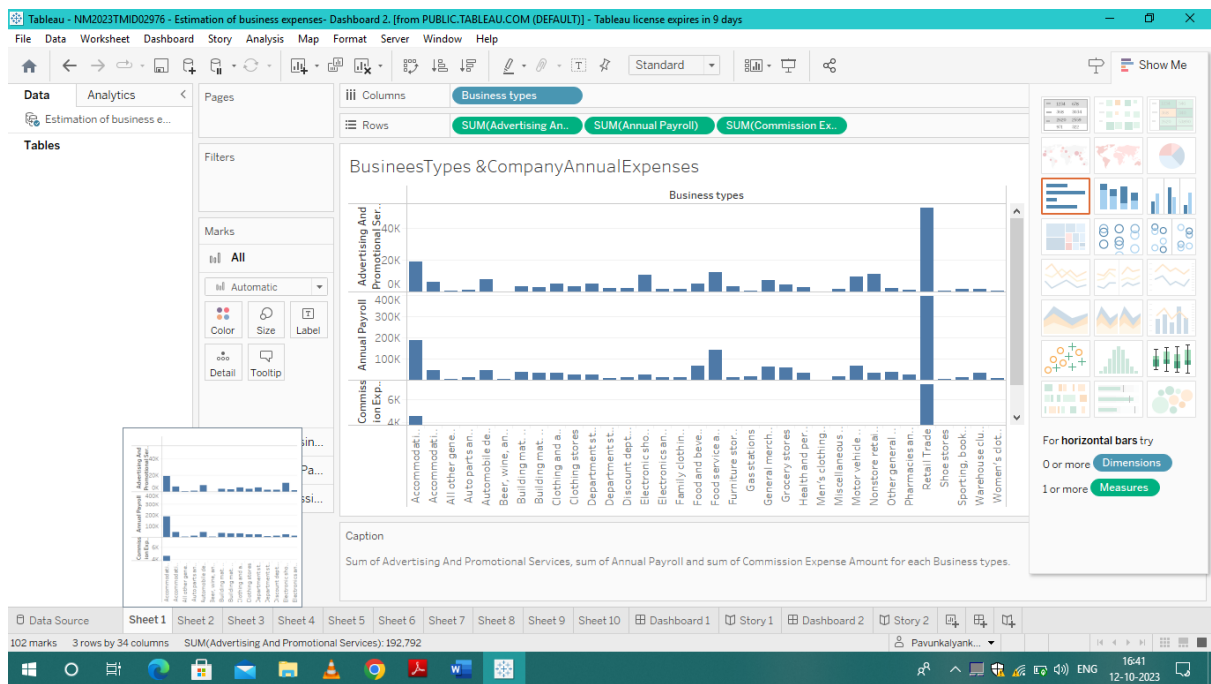 Tableau - NM2023TMID02976 - Estimation of business expenses- Dashboard 2. [from PUBLIC.TABLEAU.COM (DEFAULT)] - Tableau license expires in 9 days
File Data Worksheet Dashboard Story Analysis Map Format Server Window Help
Standard
Show Me
Data Analytics
Estimation of business e...
Tables
Pages
Filters
Marks
All
Automatic
Color Size Label
Detail Tooltip
Columns Business types
Rows SUM(Advertising An.. SUM(Annual Payroll) SUM(Commission Ex..
BusineesTypes &CompanyAnnualExpenses
Business types
Advertising And
Promotional Ser..
40K
20K
0K
Annual Payroll
400K
300K
200K
100K
Commiss
ion Exp..
6K
4K
Accommodati..
Accommodati..
All other gene..
Auto parts an..
Automobile de..
Beer, wine, an..
Building mat..
Building mat..
Clothing and a..
Clothing stores
Department st..
Department st..
Discount dept..
Electronic sho..
Electronics an..
Family clothin..
Food and beve..
Food service a..
Furniture stor..
Gas stations
General merch..
Grocery stores
Health and per..
Men's clothing..
Miscellaneous ..
Motor vehicle ..
Nonstore retai..
Other general ..
Pharmacies an..
Retail Trade
Shoe stores
Sporting, book..
Warehouse clu..
Women's clot..
Caption
Sum of Advertising And Promotional Services, sum of Annual Payroll and sum of Commission Expense Amount for each Business types.
For horizontal bars try
0 or more Dimensions
1 or more Measures
Data Source Sheet 1 Sheet 2 Sheet 3 Sheet 4 Sheet 5 Sheet 6 Sheet 7 Sheet 8 Sheet 9 Sheet 10 Dashboard 1 Story 1 Dashboard 2 Story 2
102 marks 3 rows by 34 columns SUM(Advertising And Promotional Services): 192,792
Pavunkalyank...
ENG
16:41
12-10-2023